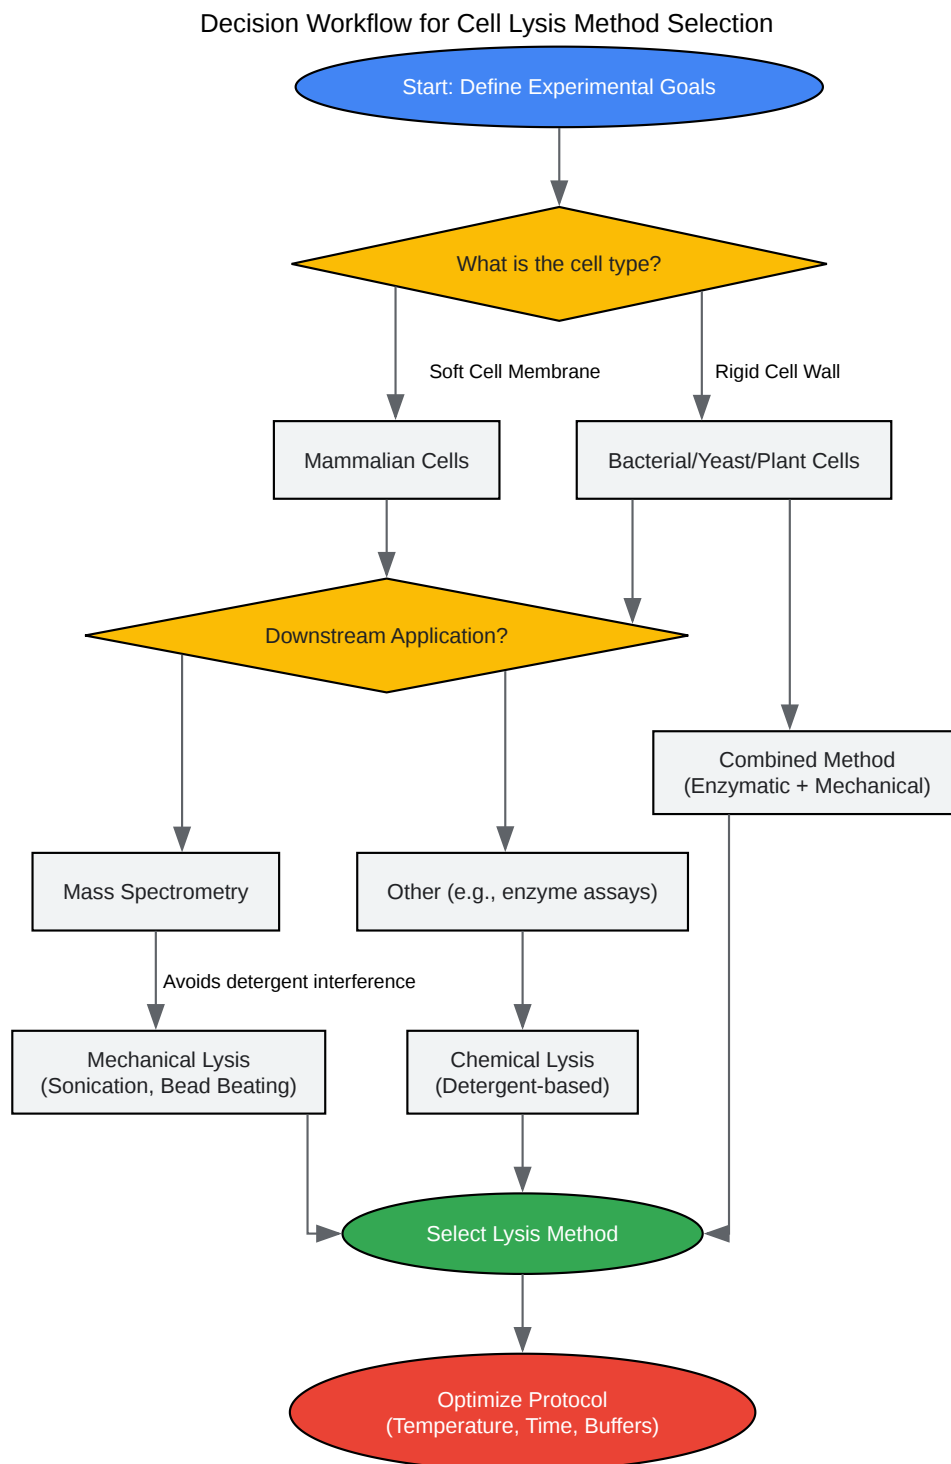 Decision Workflow for Cell Lysis Method Selection
Start: Define Experimental Goals
What is the cell type?
Soft Cell Membrane
Rigid Cell Wall
Mammalian Cells
Bacterial/Yeast/Plant Cells
Downstream Application?
Combined Method
(Enzymatic + Mechanical)
Mass Spectrometry
Other (e.g., enzyme assays)
Avoids detergent interference
Mechanical Lysis
(Sonication, Bead Beating)
Chemical Lysis
(Detergent-based)
Select Lysis Method
Optimize Protocol
(Temperature, Time, Buffers)